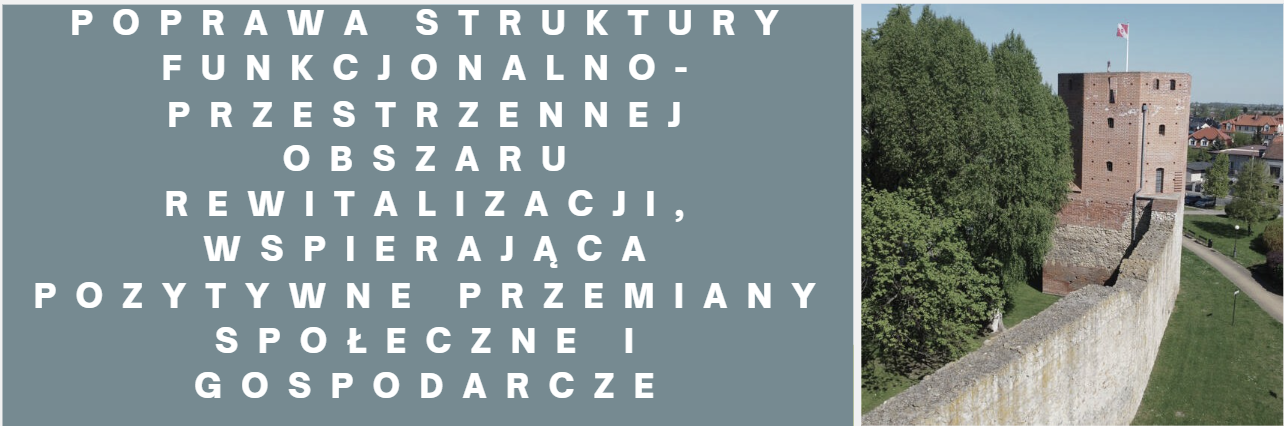 POPRAWA STRUKTURY
FUNKCJONALNO-
PRZESTRZENNEJ
OBSZARU
REWITALIZACJI,
WSPIERAJĄCA
POZYTYWNE PRZEMIANY
SPOŁECZNE I
GOSPODARCZE